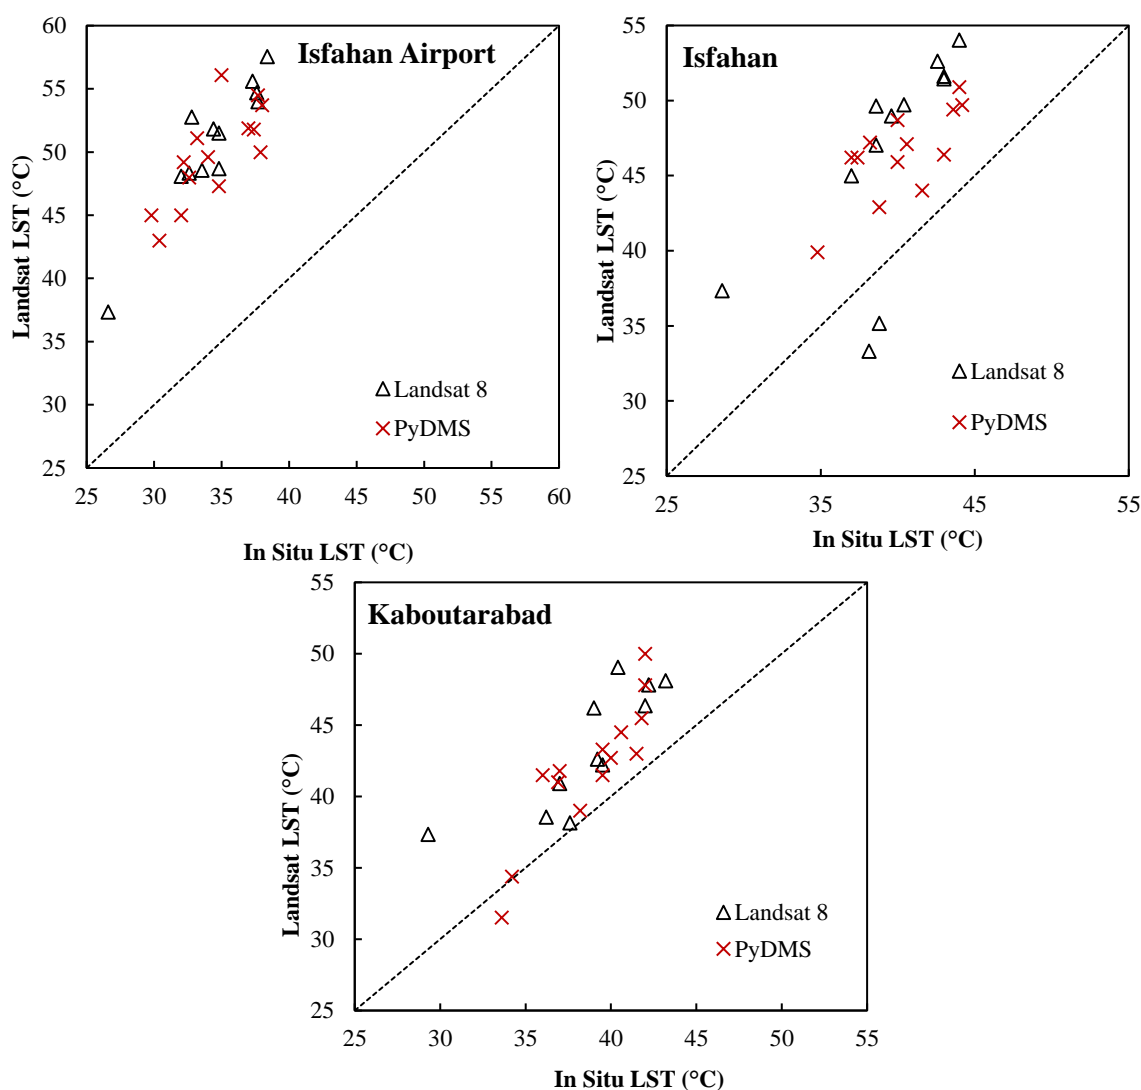 Isfahan Airport
Landsat LST (°C)
60
55
50
45
40
35
30
25
25 30 35 40 45 50 55 60
In Situ LST (°C)
Landsat 8
PyDMS
Isfahan
Landsat LST (°C)
55
50
45
40
35
30
25
25 35 45 55
In Situ LST (°C)
Landsat 8
PyDMS
Kaboutarabad
Landsat LST (°C)
55
50
45
40
35
30
25
25 30 35 40 45 50 55
In Situ LST (°C)
Landsat 8
PyDMS